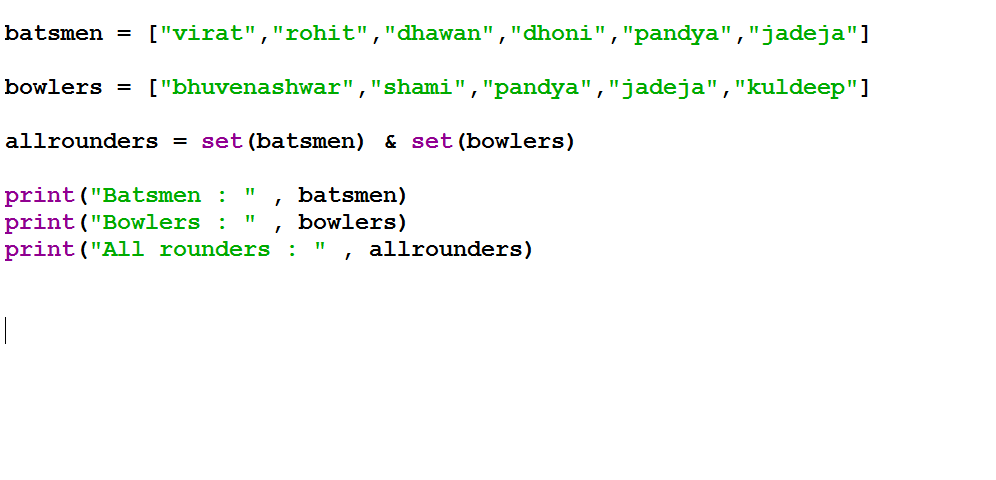 batsmen = ["virat","rohit","dhawan","dhoni","pandya","jadeja"]
bowlers = ["bhuvenashwar","shami","pandya","jadeja","kuldeep"]
allrounders = set(batsmen) & set(bowlers)
print("Batsmen : " , batsmen)
print("Bowlers : " , bowlers)
print("All rounders : " , allrounders)